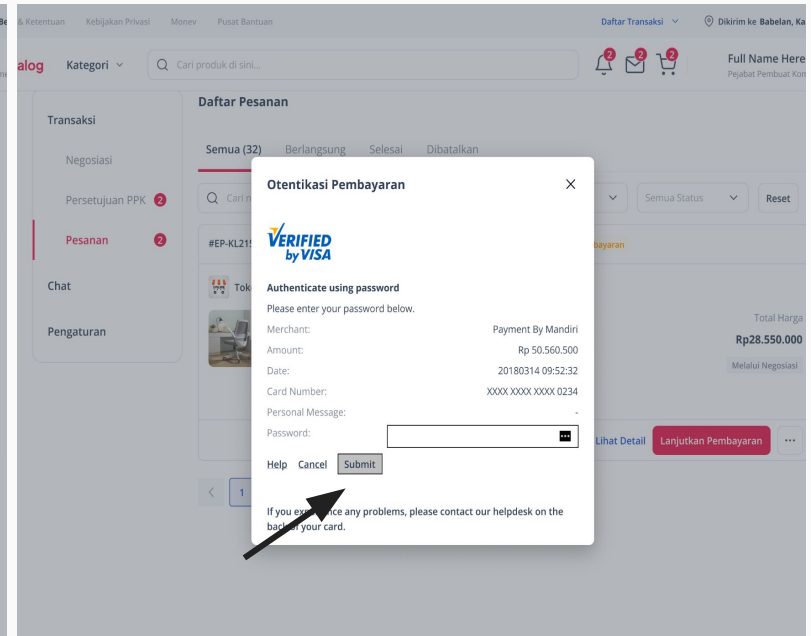 Be
& Ketentuan Kebijakan Privasi Monev Pusat Bantuan Daftar Transaksi Dikirim ke Babelan, Ka
alog Kategori Cari produk di sini... 2 2 2 Full Name Here
Pejabat Pembuat Kon
Transaksi
Negosiasi
Persetujuan PPK 2
Pesanan 2
Chat
Pengaturan
Daftar Pesanan
Semua (32) Berlangsung Selesai Dibatalkan
Cari n Semua Status Reset
#EP-KL215 bayaran
Tok
Total Harga
Rp28.550.000
Melalui Negosiasi
Lihat Detail Lanjutkan Pembayaran
1
Otentikasi Pembayaran
VERIFIED
by VISA
Authenticate using password
Please enter your password below.
Merchant: Payment By Mandiri
Amount: Rp 50.560.500
Date: 20180314 09:52:32
Card Number: XXXX XXXX XXXX 0234
Personal Message: -
Password:
Help Cancel Submit
If you experience any problems, please contact our helpdesk on the
back of your card.